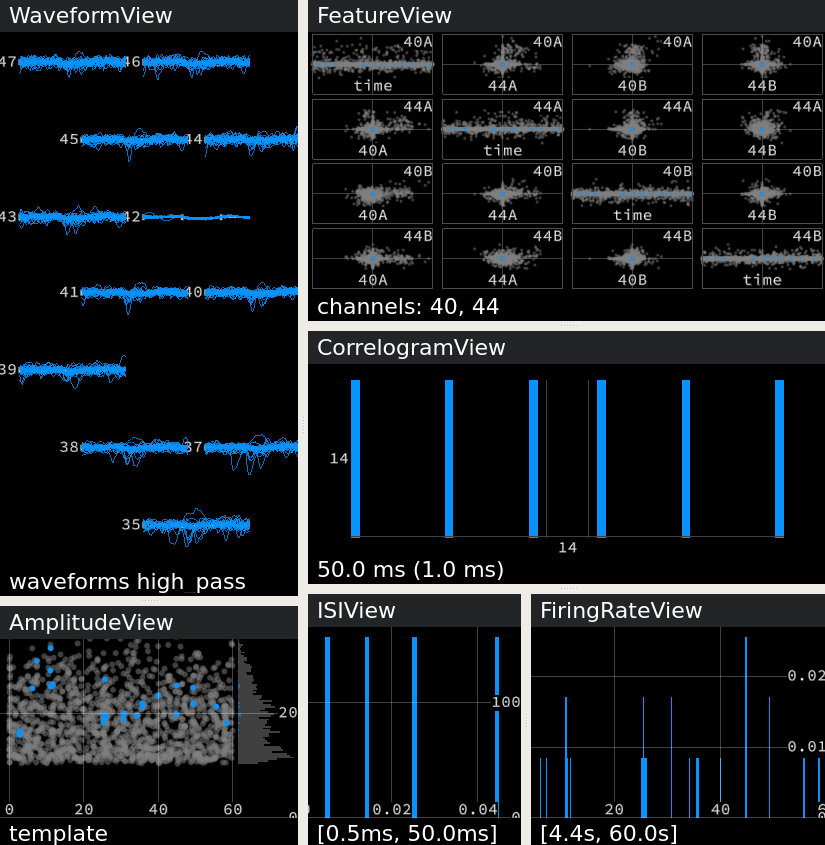 WaveformView
47 46
45 44
43 42
41 40
39
38 37
35
waveforms high_pass
FeatureView
40A 40A 40A 40A
time 44A 40B 44B
44A 44A 44A 44A
40A time 40B 44B
40B 40B 40B 40B
40A 44A time 44B
44B 44B 44B 44B
40A 44A 40B time
channels: 40, 44
CorrelogramView
14
14
50.0 ms (1.0 ms)
AmplitudeView
20
0 20 40 60 0
template
ISIView
100
0 0.02 0.04 0
[0.5ms, 50.0ms]
FiringRateView
0.02
0.01
20 40
[4.4s, 60.0s]